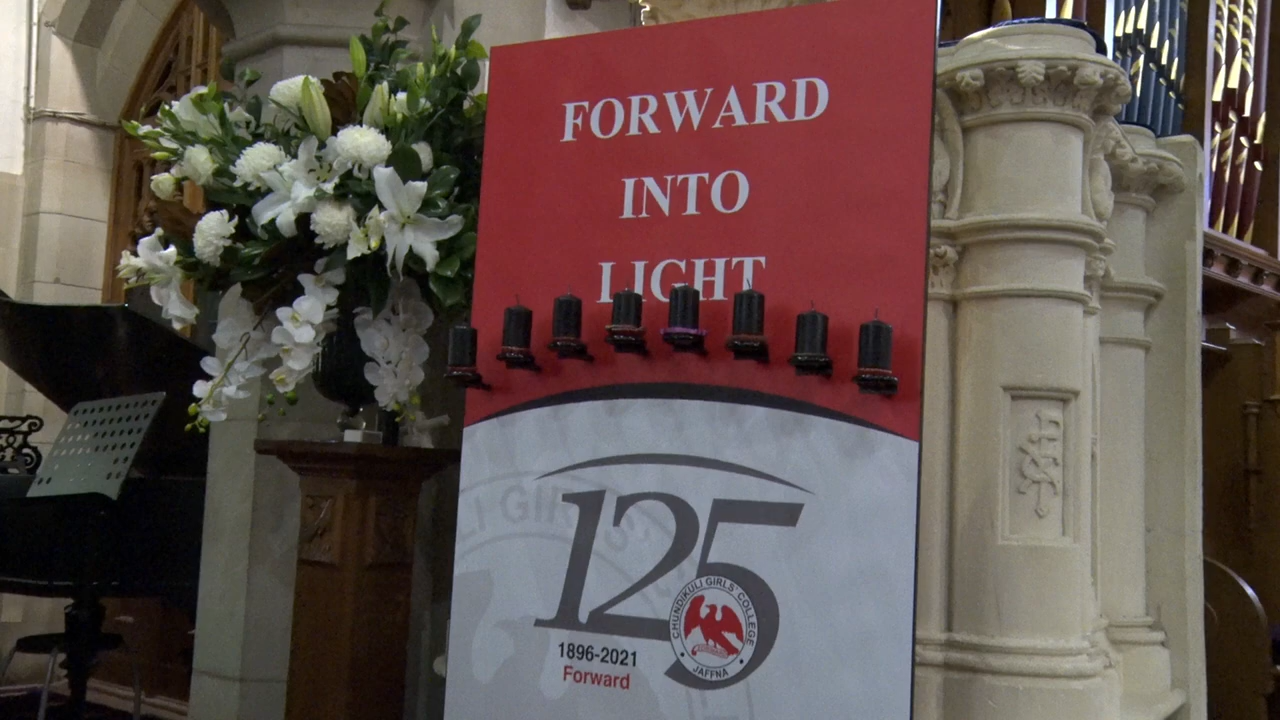 FORWARD
INTO
LIGHT
125
CHUNDIKULI GIRLS' COLLEGE
JAFFNA
1896-2021
Forward